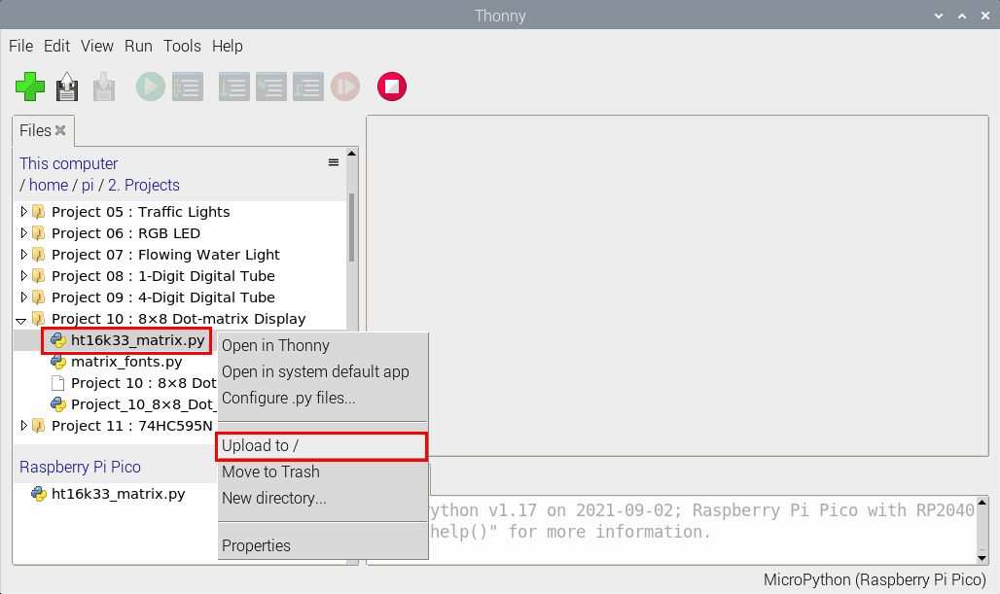 Thonny
File Edit View Run Tools Help
Files
This computer
/ home / pi / 2. Projects
Project 05 : Traffic Lights
Project 06 : RGB LED
Project 07 : Flowing Water Light
Project 08 : 1-Digit Digital Tube
Project 09 : 4-Digit Digital Tube
Project 10 : 8×8 Dot-matrix Display
ht16k33_matrix.py
matrix_fonts.py
Project 10 : 8×8 Dot
Project_10_8×8_Dot_
Project 11 : 74HC595N
Open in Thonny
Open in system default app
Configure .py files...
Upload to /
Move to Trash
New directory...
Properties
Raspberry Pi Pico
ht16k33_matrix.py
ython v1.17 on 2021-09-02; Raspberry Pi Pico with RP2040
help()" for more information.
MicroPython (Raspberry Pi Pico)